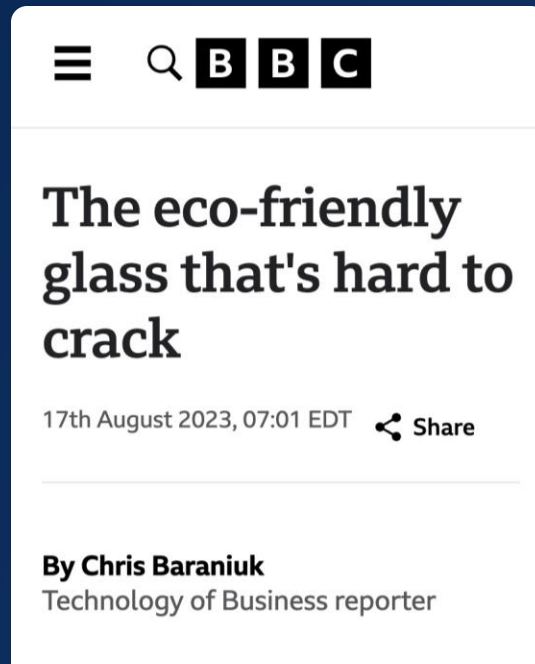 BBC
The eco-friendly
glass that's hard to
crack
17th August 2023, 07:01 EDT Share
By Chris Baraniuk
Technology of Business reporter